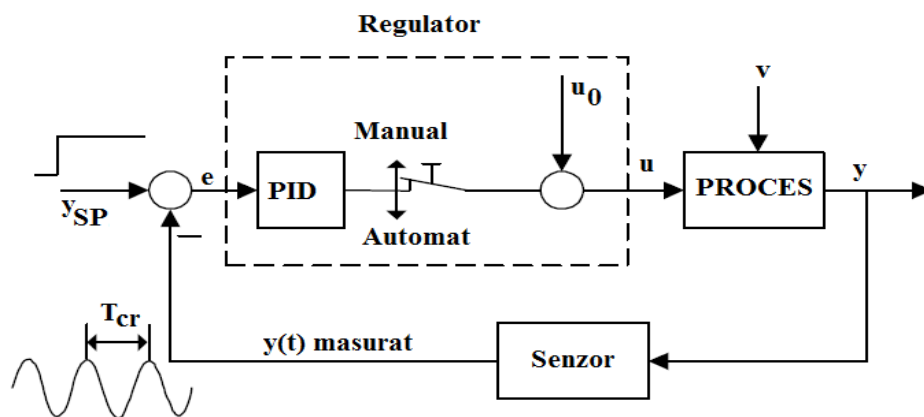 Regulator
v
u0
Manual
e
PID
u
PROCES
y
ySP
Automat
Tcr
y(t) masurat
Senzor